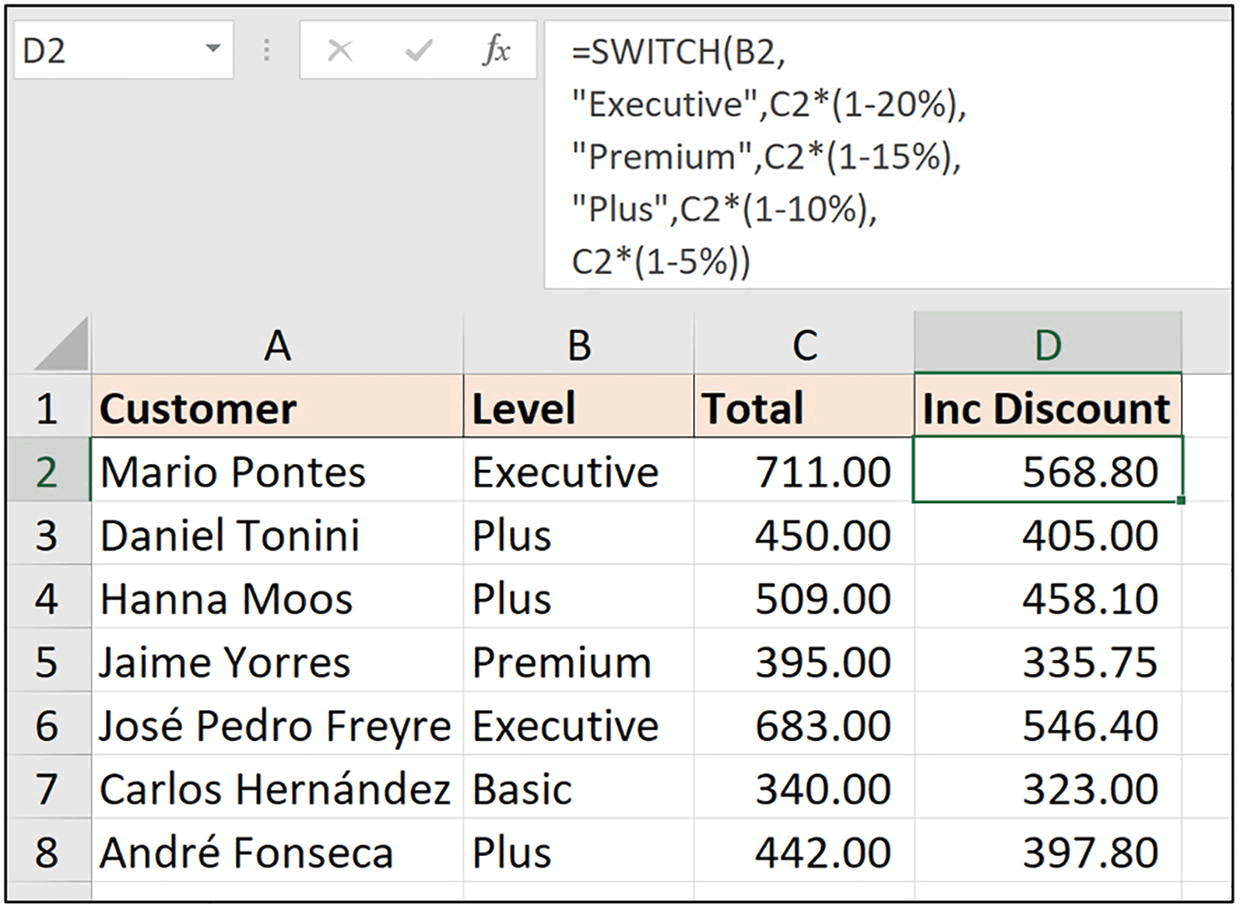 D2 fx =SWITCH(B2,
"Executive",C2*(1-20%),
"Premium",C2*(1-15%),
"Plus",C2*(1-10%),
C2*(1-5%))
A B C D
1 Customer Level Total Inc Discount
2 Mario Pontes Executive 711.00 568.80
3 Daniel Tonini Plus 450.00 405.00
4 Hanna Moos Plus 509.00 458.10
5 Jaime Yorres Premium 395.00 335.75
6 José Pedro Freyre Executive 683.00 546.40
7 Carlos Hernández Basic 340.00 323.00
8 André Fonseca Plus 442.00 397.80